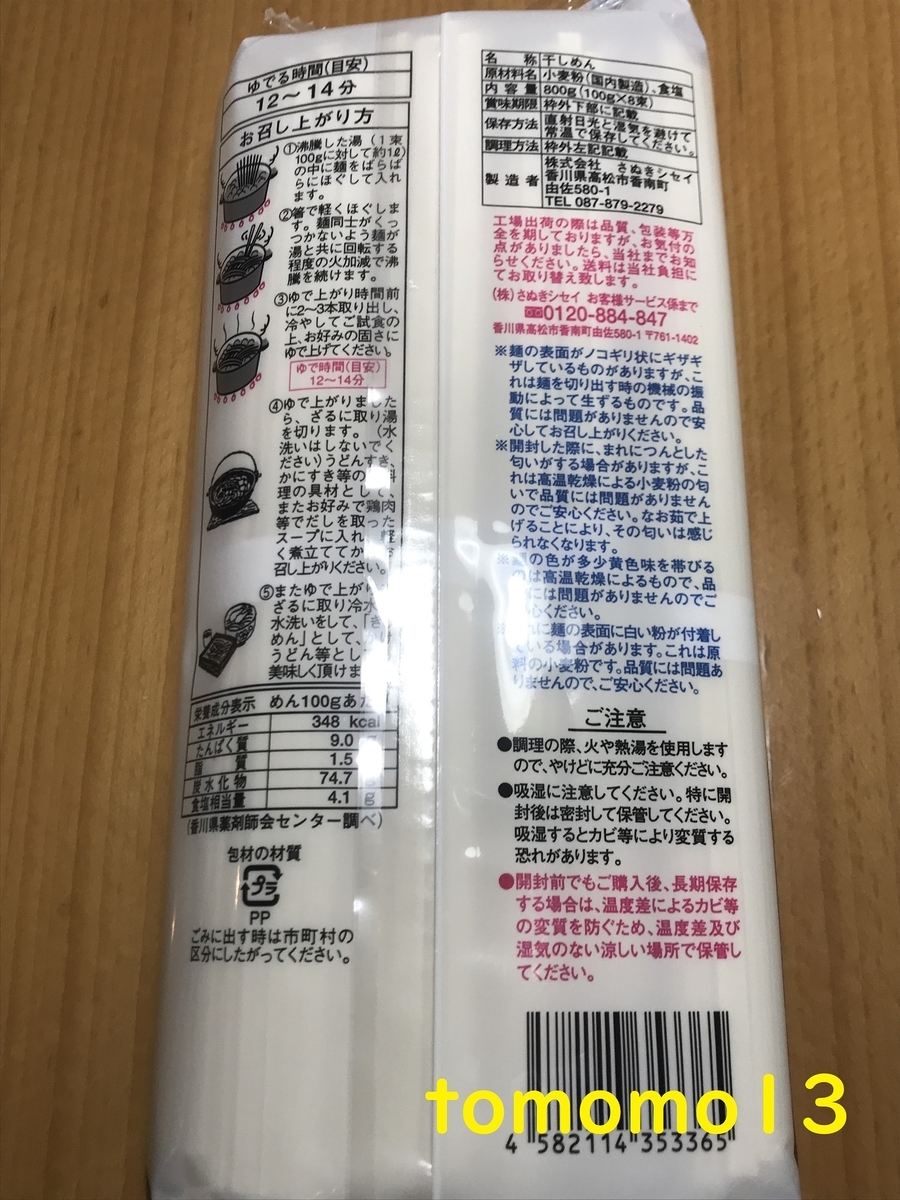 ゆでる時間(目安)
12〜14分
お召し上がり方
①沸騰した湯(1束
100gに対して約1ℓ)
の中に麺をばらば
らにほぐして入れ
ます。
②箸で軽くほぐしま
す。麺同士がくっ
つかないよう麺が
湯と共に回転する
程度の火加減で沸
騰を続けます。
③ゆで上がり時間前
に2〜3本取り出し、
冷やしてご試食の
上、お好みの固さに
ゆで上げてください。
ゆで時間(目安)
12〜14分
④ゆで上がりました
ら、ざるに取り湯
を切ります。(水
洗いはしないでく
ださい)うどんすき、
かにすき等の 料
理の具材として、
またお好みで鶏肉
等でだしを取った
スープに入れ 軽
く煮立ててか
召し上がりください。
⑤またゆで上がり
ざるに取り冷水
水洗いをして、「き
めん」として、
うどん等とし
美味しく頂けま
栄養成分表示 めん100gあた
エネルギー 348 kcal
たんぱく質 9.0
脂質 1.5
炭水化物 74.7 g
食塩相当量 4.1 g
(香川県薬剤師会センター調べ)
包材の材質
プラ
PP
ごみに出す時は市町村の
区分にしたがってください。
名称 干しめん
原材料名 小麦粉(国内製造)、食塩
内容量 800g(100g×8束)
賞味期限 枠外下部に記載
保存方法 直射日光と湿気を避けて
常温で保存してください。
調理方法 枠外左記記載
製造者 株式会社 さぬきシセイ
香川県高松市香南町
由佐580-1
TEL 087-879-2279
工場出荷の際は品質、包装等万
全を期しておりますが、お気付の
点がありましたら、当社までお知
らせください。送料は当社負担に
てお取り替え致します。
(株)さぬきシセイ お客様サービス係まで
0120-884-847
香川県高松市香南町由佐580-1 〒761-1402
※麺の表面がノコギリ状にギザギ
ザしているものがありますが、こ
れは麺を切り出す時の機械の振
動によって生ずるものです。品
質には問題がありませんので安
心してお召し上がりください。
※開封した際に、まれにつんとした
匂いがする場合がありますが、こ
れは高温乾燥による小麦粉の匂
いで品質には問題がありません
のでご安心ください。なお茹で上
げることにより、その匂いは感じ
られなくなります。
※麺の色が多少黄色味を帯びる
は高温乾燥によるもので、品
には問題がありませんのでご
心ください。
※ れに麺の表面に白い粉が付着し
ている場合があります。これは原
料の小麦粉です。品質には問題あ
りませんので、ご安心ください。
ご注意
●調理の際、火や熱湯を使用します
ので、やけどに充分ご注意ください。
●吸湿に注意してください。特に開
封後は密封して保管してください。
吸湿するとカビ等により変質する
恐れがあります。
●開封前でもご購入後、長期保存
する場合は、温度差によるカビ等
の変質を防ぐため、温度差及び
湿気のない涼しい場所で保管し
てください。
tomomo13
4 582114 353365